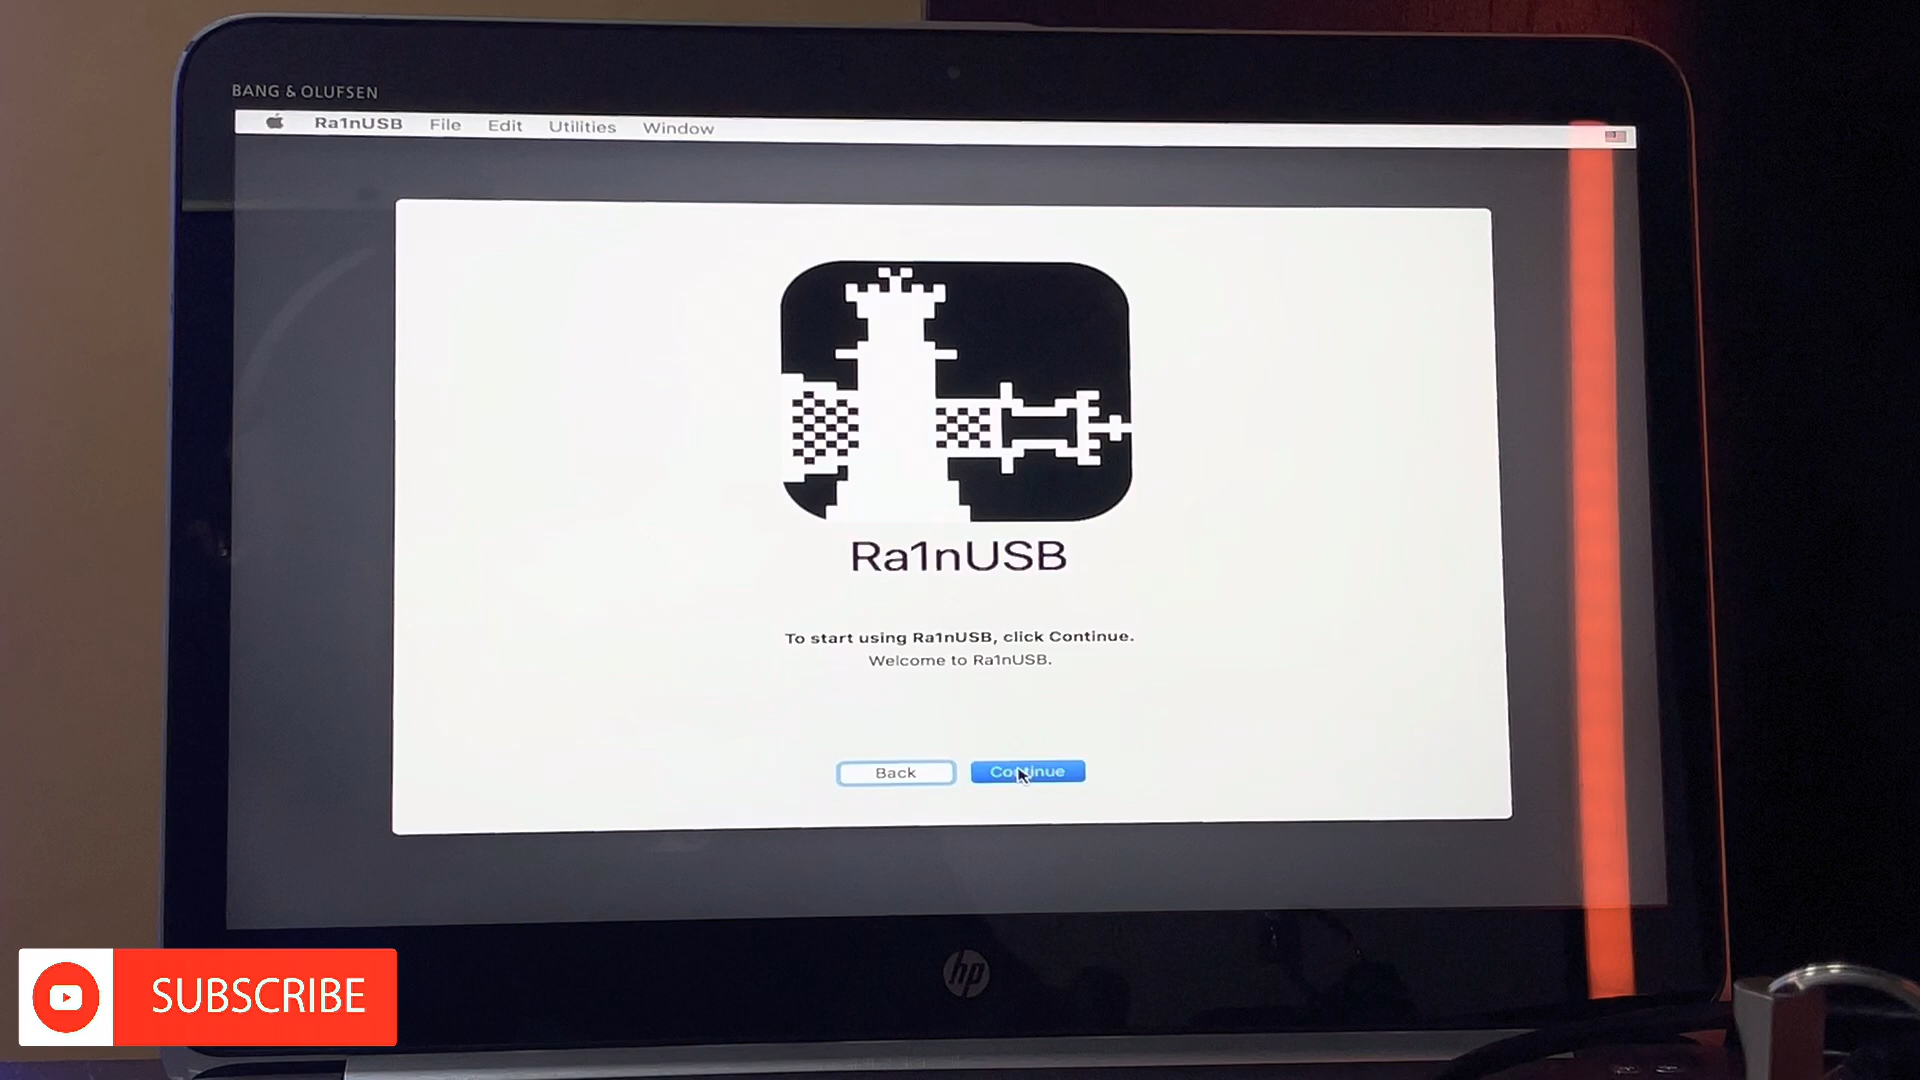 BANG & OLUFSEN
Ra1nUSB File Edit Utilities Window
Ra1nUSB
To start using Ra1nUSB, click Continue.
Welcome to Ra1nUSB.
Back Continue
hp
SUBSCRIBE